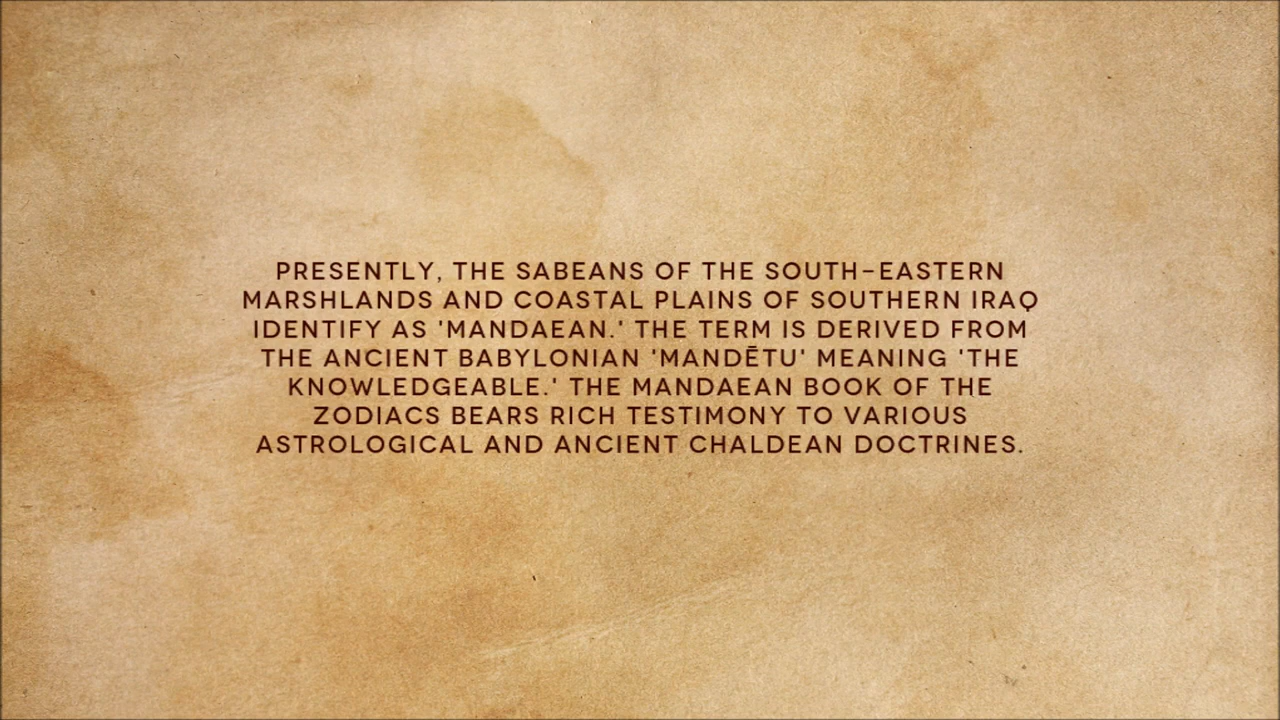 PRESENTLY, THE SABEANS OF THE SOUTH-EASTERN
MARSHLANDS AND COASTAL PLAINS OF SOUTHERN IRAQ
IDENTIFY AS 'MANDAEAN.' THE TERM IS DERIVED FROM
THE ANCIENT BABYLONIAN 'MANDĒTU' MEANING 'THE
KNOWLEDGEABLE.' THE MANDAEAN BOOK OF THE
ZODIACS BEARS RICH TESTIMONY TO VARIOUS
ASTROLOGICAL AND ANCIENT CHALDEAN DOCTRINES.